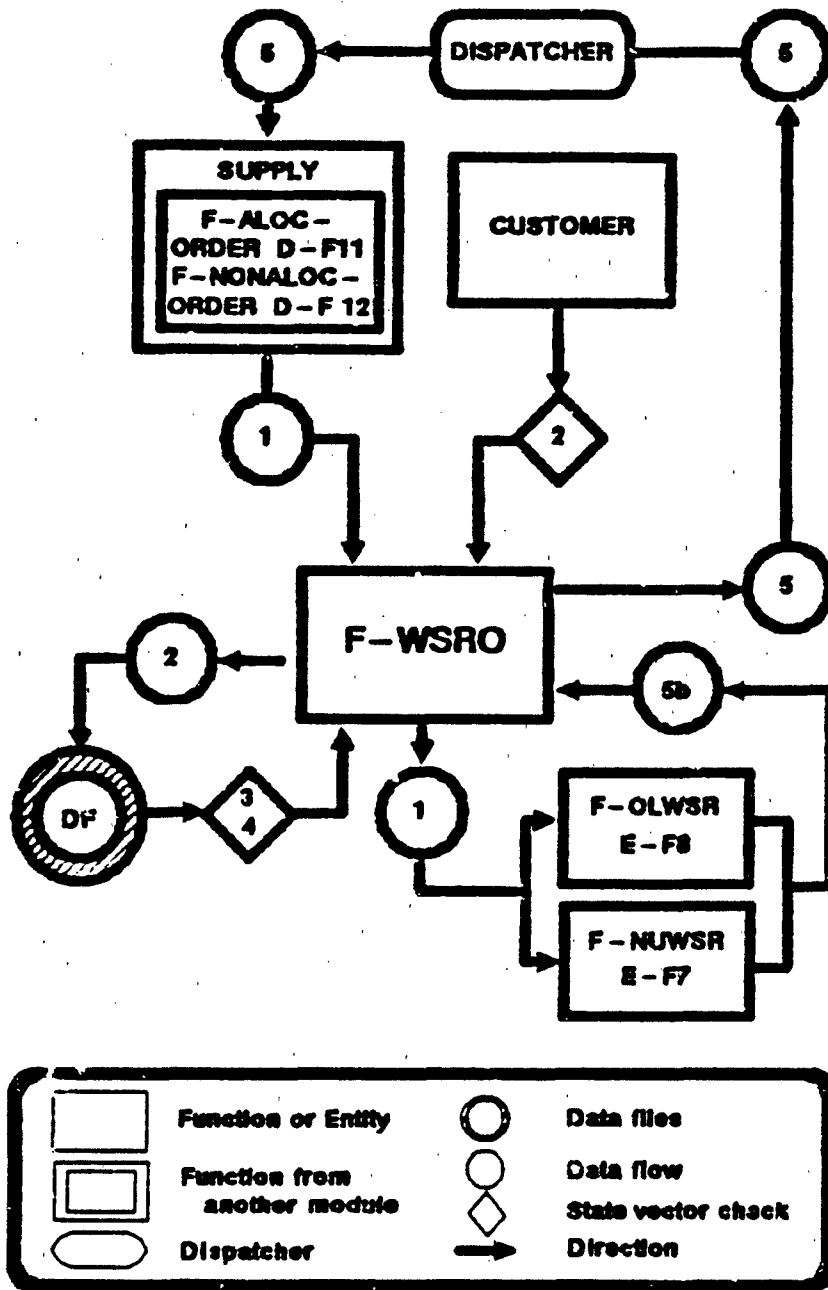 5
DISPATCHER
5
SUPPLY
F-ALOC-
ORDER D-F11
F-NONALOC-
ORDER D-F 12
CUSTOMER
1
2
F-WSRO
5
2
5b
DF
3
4
1
F-OLWSR
E-F8
F-NUWSR
E-F7
Function or Entity
Data files
Function from
another module
Data flow
State vector check
Dispatcher
Direction